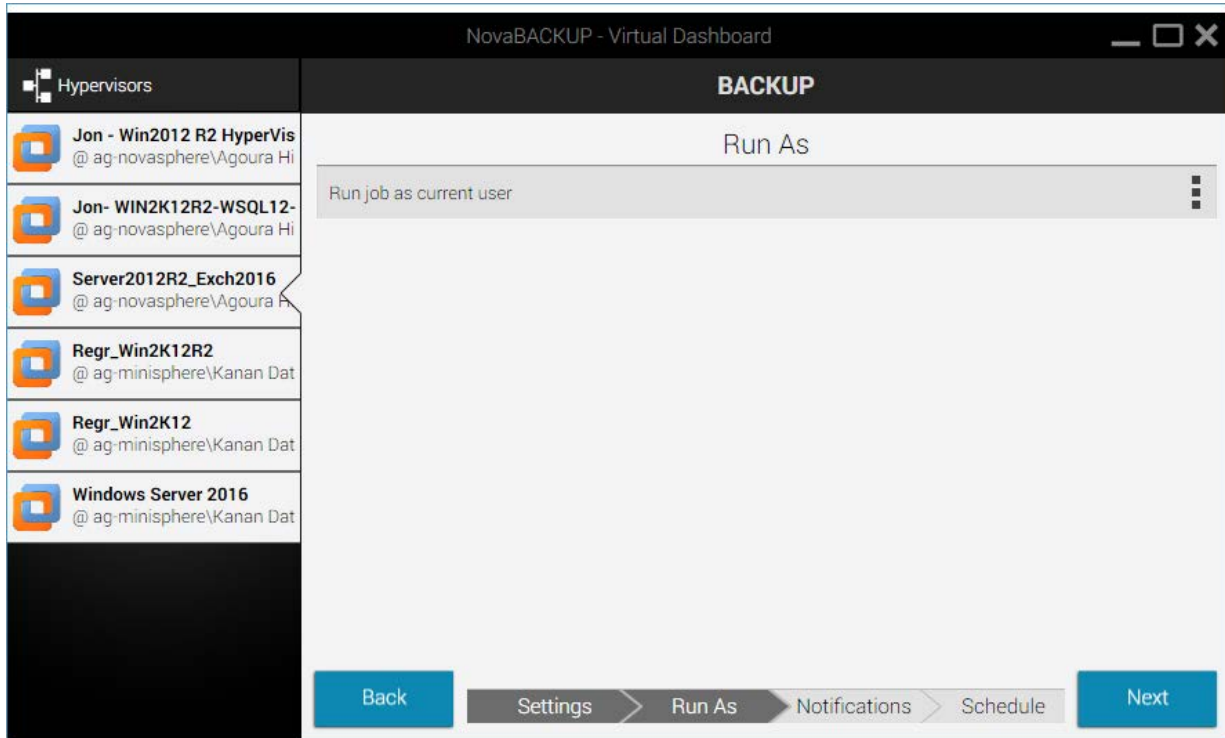 NovaBACKUP - Virtual Dashboard
Hypervisors
BACKUP
Jon - Win2012 R2 HyperVis
@ ag-novasphere\Agoura Hi
Jon- WIN2K12R2-WSQL12-
@ ag-novasphere\Agoura Hi
Server2012R2_Exch2016
@ ag-novasphere\Agoura H
Regr_Win2K12R2
@ ag-minisphere\Kanan Dat
Regr_Win2K12
@ ag-minisphere\Kanan Dat
Windows Server 2016
@ ag-minisphere\Kanan Dat
Run As
Run job as current user
Back
Settings
Run As
Notifications
Schedule
Next